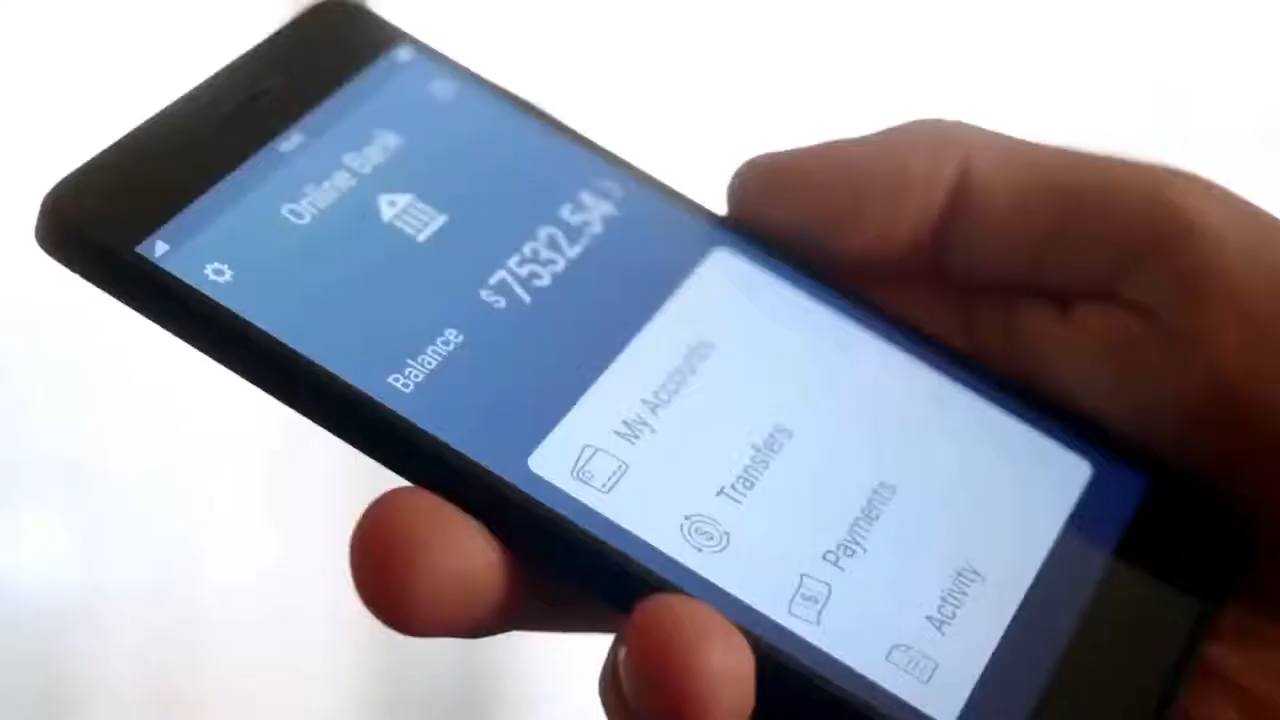 Online Bank
Balance
$7532.54
My Accounts
Transfers
Payments
Activity